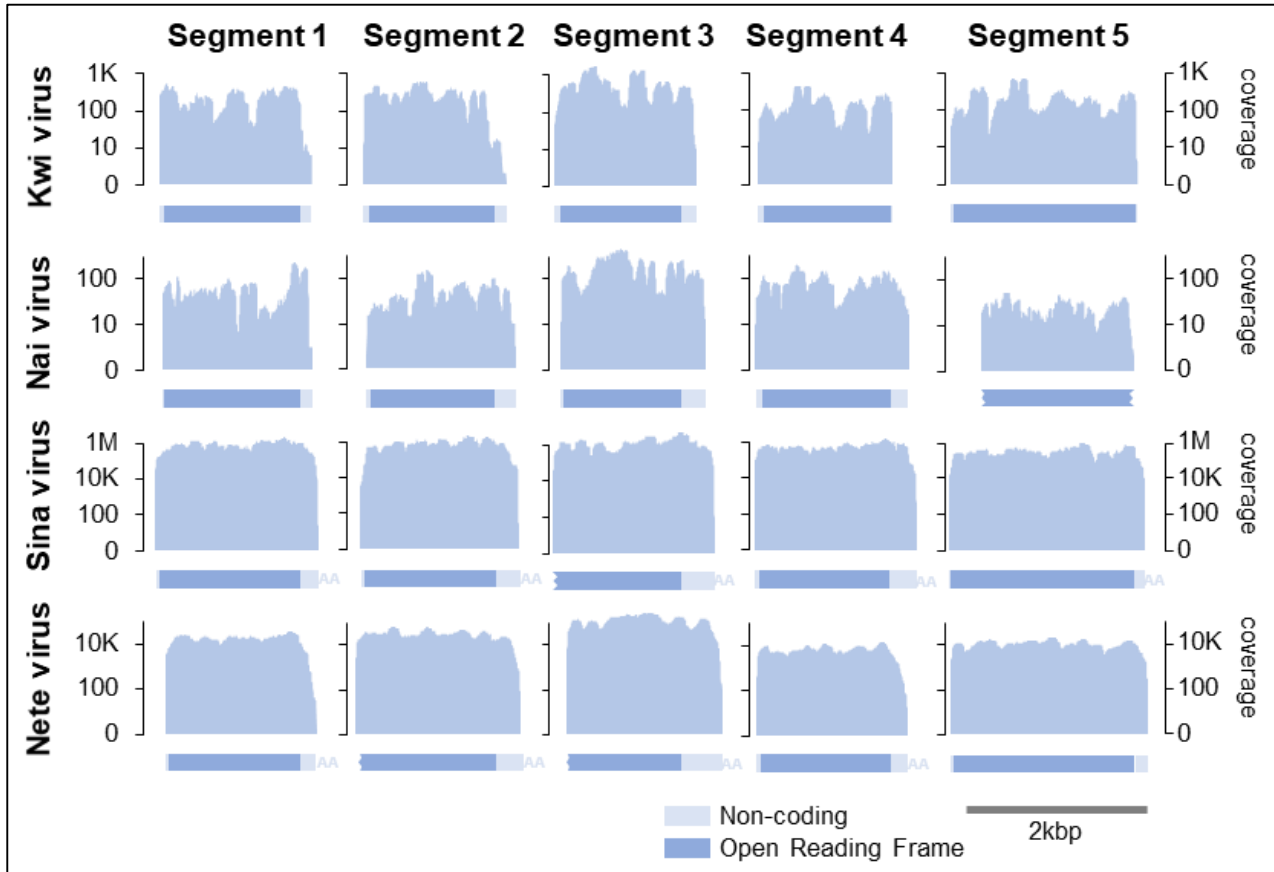 Segment 1 Segment 2 Segment 3 Segment 4 Segment 5
Kwi virus
1K
100
10
0
1K
100
10
0
coverage
Nai virus
100
10
0
100
10
0
coverage
Sina virus
1M
10K
100
0
1M
10K
100
0
coverage
AA AA AA AA AA
Nete virus
10K
100
0
10K
100
0
coverage
AA AA AA AA
Non-coding
Open Reading Frame
2kbp